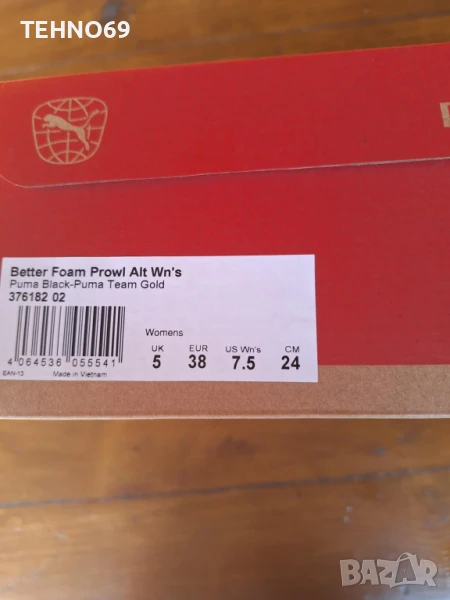 TEHNO69
Better Foam Prowl Alt Wn's
Puma Black-Puma Team Gold
376182 02
Womens
UK EUR US Wn's CM
5 38 7.5 24
4 064536 055541
EAN-13 Made in Vietnam
BAZAR